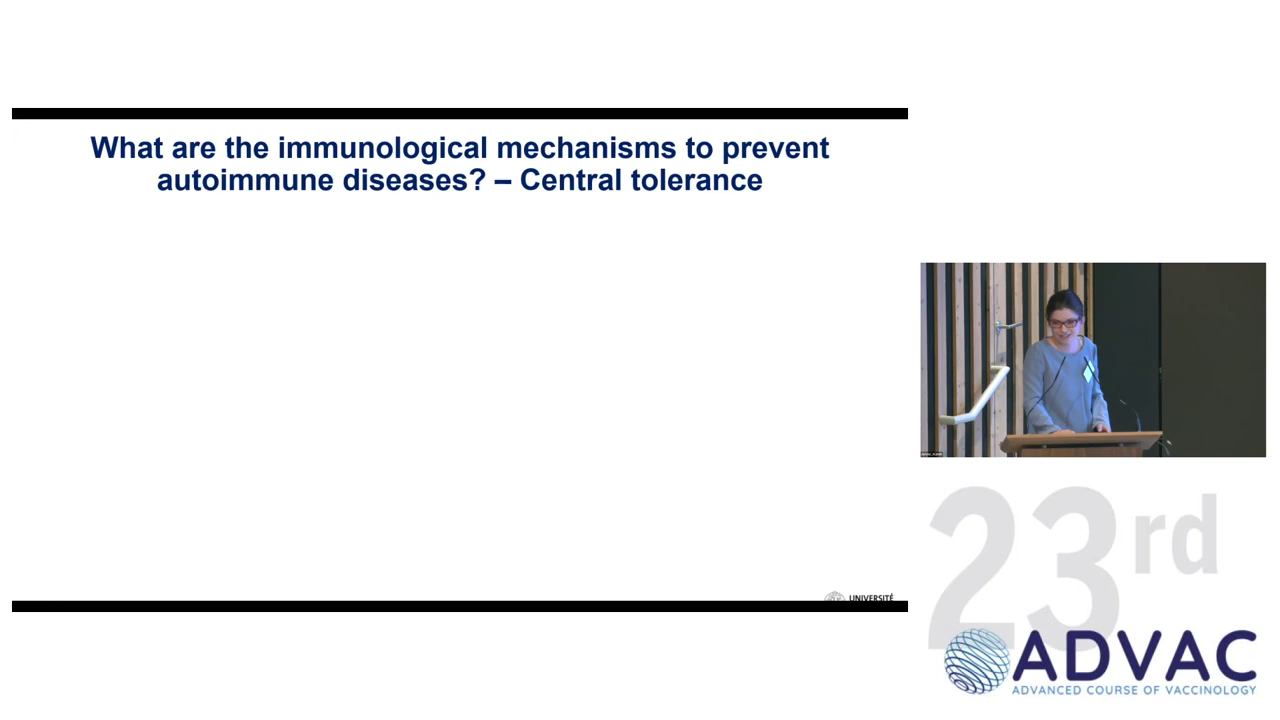 What are the immunological mechanisms to prevent
autoimmune diseases? – Central tolerance
UNIVERSITÉ
23rd
ADVAC
ADVANCED COURSE OF VACCINOLOGY